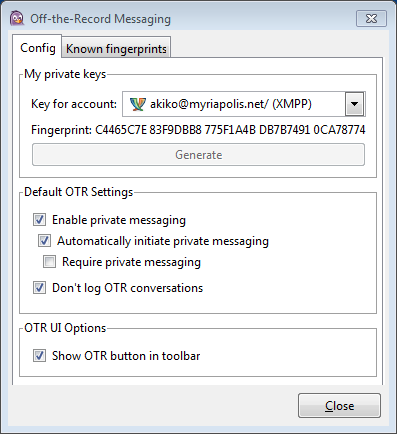 Off-the-Record Messaging
Config Known fingerprints
My private keys
Key for account: akiko@myriapolis.net/ (XMPP)
Fingerprint: C4465C7E 83F9DBB8 775F1A4B DB7B7491 0CA78774
Generate
Default OTR Settings
Enable private messaging
Automatically initiate private messaging
Require private messaging
Don't log OTR conversations
OTR UI Options
Show OTR button in toolbar
Close